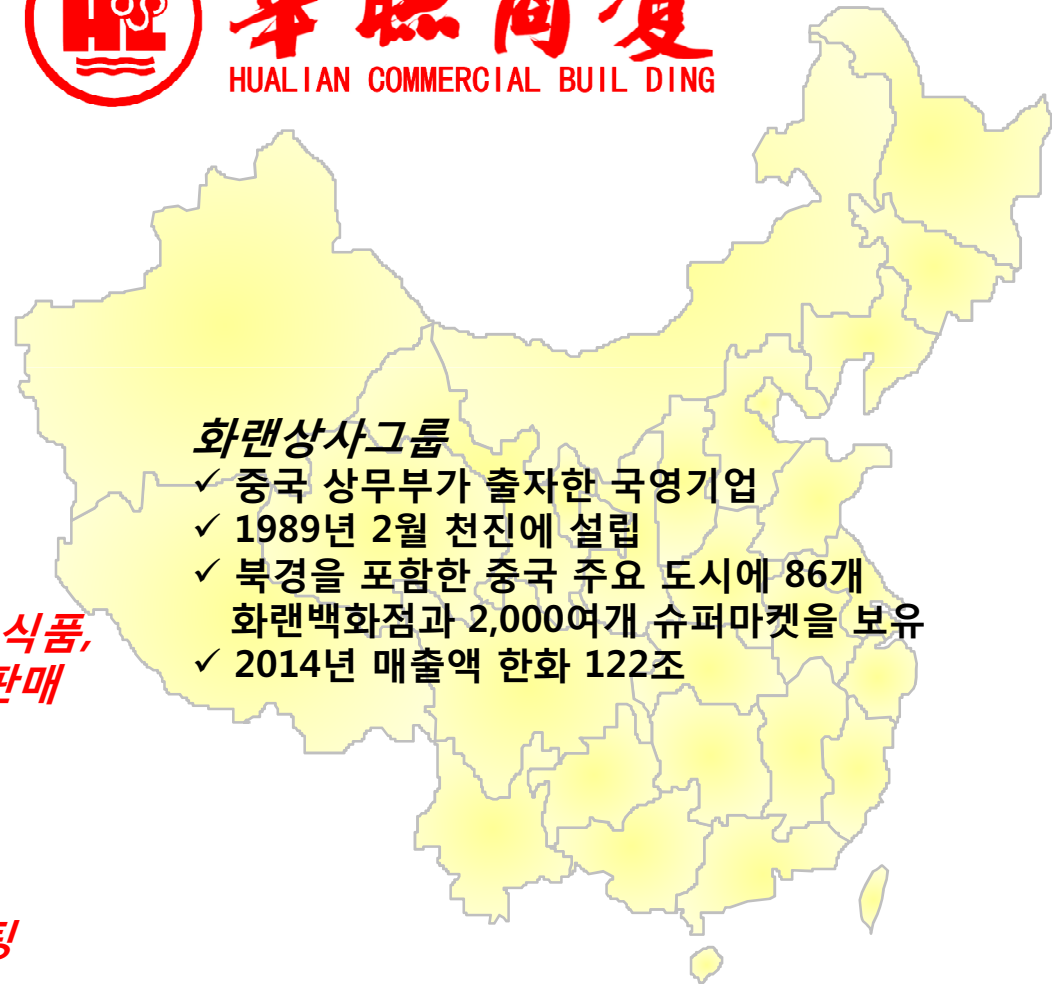 華聯商廈
HUALIAN COMMERCIAL BUIL DING
화랜상사그룹
✓ 중국 상무부가 출자한 국영기업
✓ 1989년 2월 천진에 설립
✓ 북경을 포함한 중국 주요 도시에 86개
화랜백화점과 2,000여개 슈퍼마켓을 보유
✓ 2014년 매출액 한화 122조
식품,
판매
팅